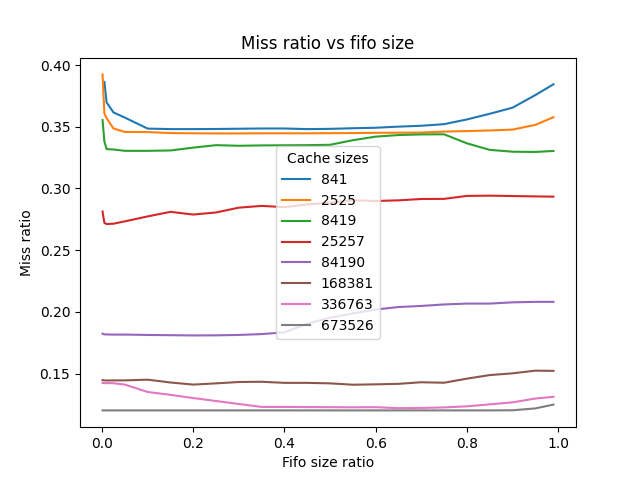 Miss ratio vs fifo size
0.40
0.35
0.30
0.25
0.20
0.15
Miss ratio
Cache sizes
841
2525
8419
25257
84190
168381
336763
673526
0.0 0.2 0.4 0.6 0.8 1.0
Fifo size ratio